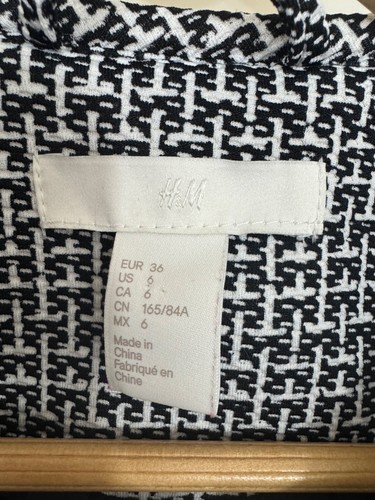 H&M
EUR 36
US 6
CA 6
CN 165/84A
MX 6
Made in
China
Fabriqué en
Chine